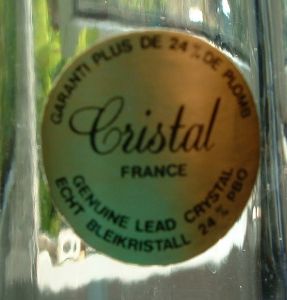 GARANTI PLUS DE 24% DE PLOMB
Cristal
FRANCE
GENUINE LEAD CRYSTAL
ECHT BLEIKRISTALL 24% PBO